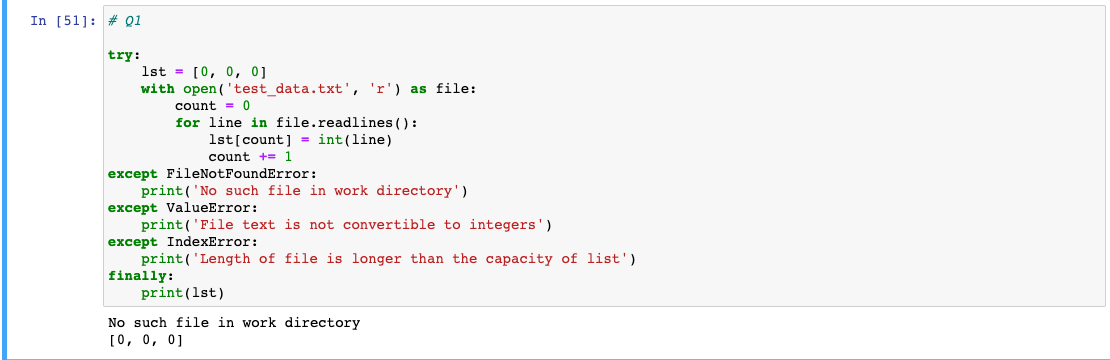 In [51]: # Q1
try:
    lst = [0, 0, 0]
    with open('test_data.txt', 'r') as file:
        count = 0
        for line in file.readlines():
            lst[count] = int(line)
            count += 1
except FileNotFoundError:
    print('No such file in work directory')
except ValueError:
    print('File text is not convertible to integers')
except IndexError:
    print('Length of file is longer than the capacity of list')
finally:
    print(lst)
No such file in work directory
[0, 0, 0]